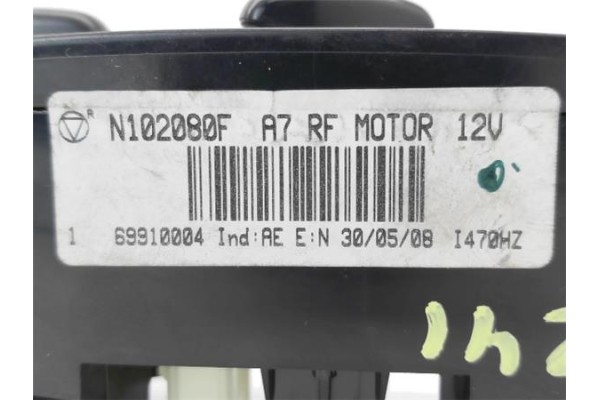 N102080F A7 RF MOTOR 12V
1 69910004 Ind:AE E:N 30/05/08 I470HZ